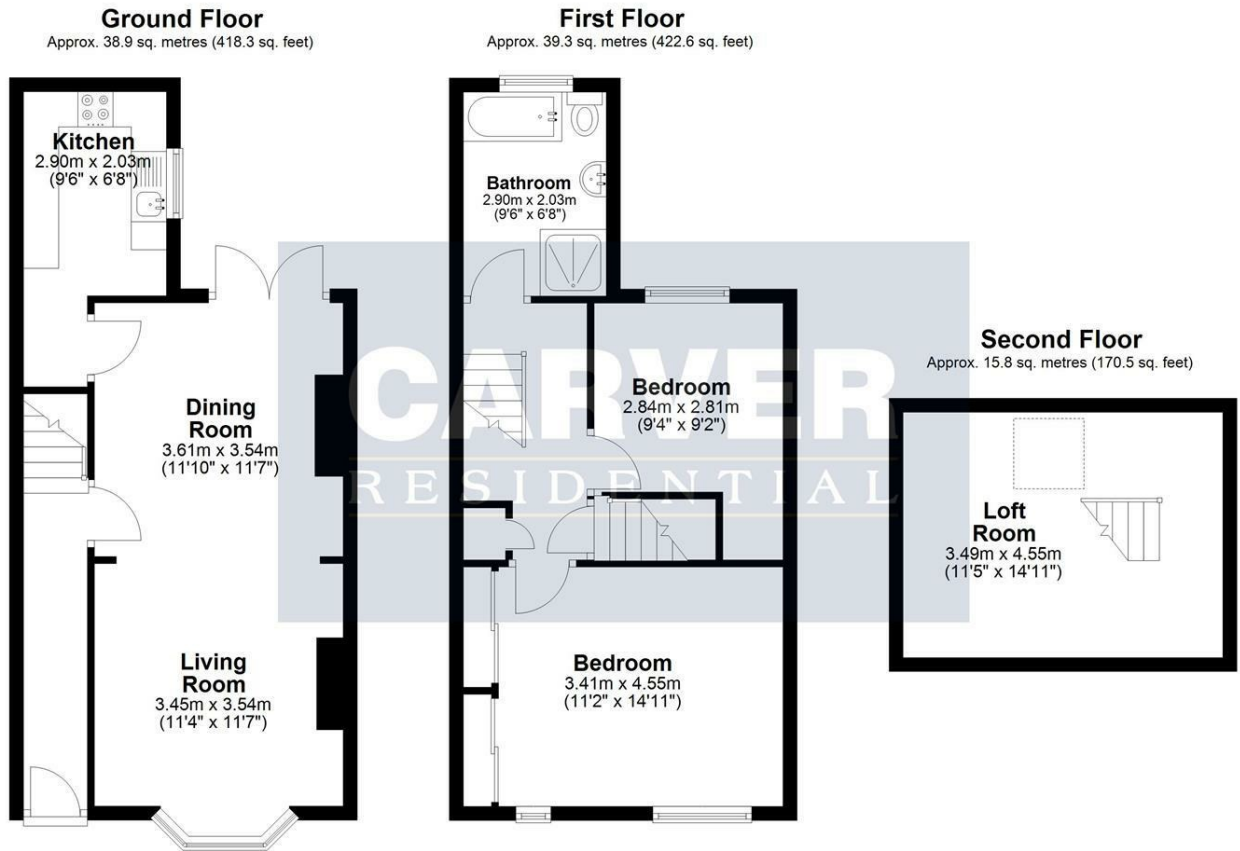 Ground Floor
Approx. 38.9 sq. metres (418.3 sq. feet)
Kitchen
2.90m x 2.03m
(9'6" x 6'8")
Dining
Room
3.61m x 3.54m
(11'10" x 11'7")
Living
Room
3.45m x 3.54m
(11'4" x 11'7")
First Floor
Approx. 39.3 sq. metres (422.6 sq. feet)
Bathroom
2.90m x 2.03m
(9'6" x 6'8")
Bedroom
2.84m x 2.81m
(9'4" x 9'2")
Bedroom
3.41m x 4.55m
(11'2" x 14'11")
Second Floor
Approx. 15.8 sq. metres (170.5 sq. feet)
Loft
Room
3.49m x 4.55m
(11'5" x 14'11")
CARVER
RESIDENTIAL